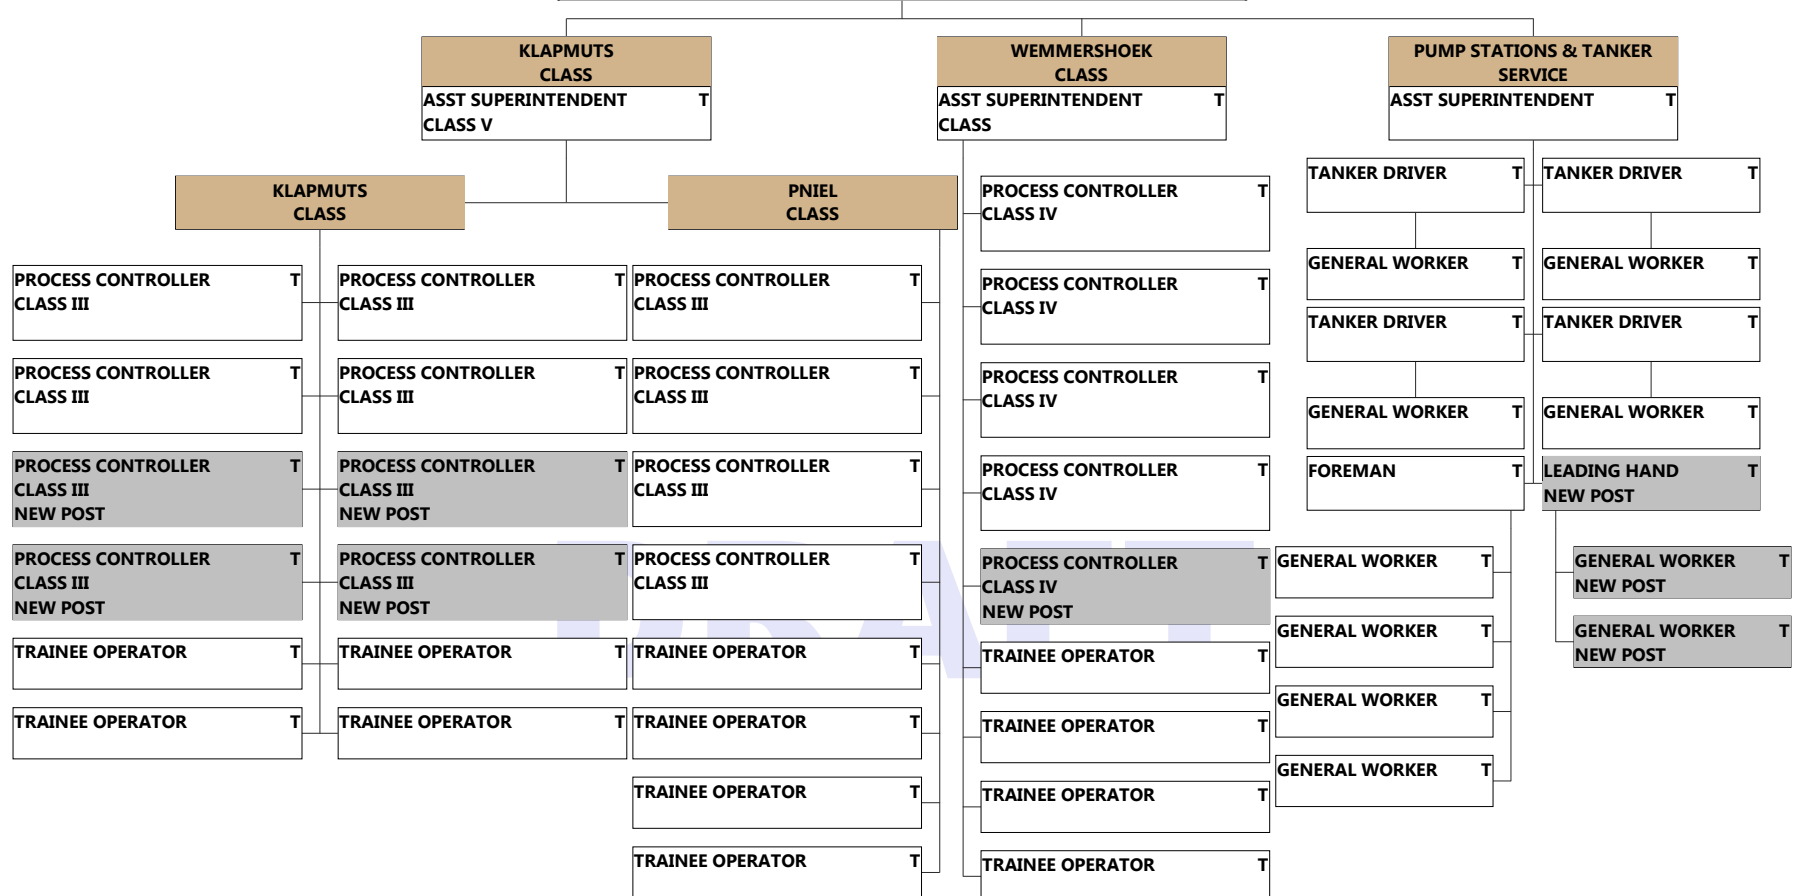 KLAPMUTS
CLASS
ASST SUPERINTENDENT T
CLASS V
WEMMERSHOEK
CLASS
ASST SUPERINTENDENT T
CLASS
PUMP STATIONS & TANKER
SERVICE
ASST SUPERINTENDENT T
KLAPMUTS
CLASS
PROCESS CONTROLLER T
CLASS III
PROCESS CONTROLLER T
CLASS III
PROCESS CONTROLLER T
CLASS III
NEW POST
PROCESS CONTROLLER T
CLASS III
NEW POST
TRAINEE OPERATOR T
TRAINEE OPERATOR T
PROCESS CONTROLLER T
CLASS III
PROCESS CONTROLLER T
CLASS III
PROCESS CONTROLLER T
CLASS III
NEW POST
PROCESS CONTROLLER T
CLASS III
NEW POST
TRAINEE OPERATOR T
TRAINEE OPERATOR T
PNIEL
CLASS
PROCESS CONTROLLER T
CLASS III
PROCESS CONTROLLER T
CLASS III
PROCESS CONTROLLER T
CLASS III
PROCESS CONTROLLER T
CLASS III
TRAINEE OPERATOR T
TRAINEE OPERATOR T
TRAINEE OPERATOR T
TRAINEE OPERATOR T
PROCESS CONTROLLER T
CLASS IV
PROCESS CONTROLLER T
CLASS IV
PROCESS CONTROLLER T
CLASS IV
PROCESS CONTROLLER T
CLASS IV
PROCESS CONTROLLER T
CLASS IV
NEW POST
TRAINEE OPERATOR T
TRAINEE OPERATOR T
TRAINEE OPERATOR T
TRAINEE OPERATOR T
TANKER DRIVER T
GENERAL WORKER T
TANKER DRIVER T
GENERAL WORKER T
FOREMAN T
GENERAL WORKER T
GENERAL WORKER T
GENERAL WORKER T
GENERAL WORKER T
TANKER DRIVER T
GENERAL WORKER T
TANKER DRIVER T
GENERAL WORKER T
LEADING HAND T
NEW POST
GENERAL WORKER T
NEW POST
GENERAL WORKER T
NEW POST
DRAFT